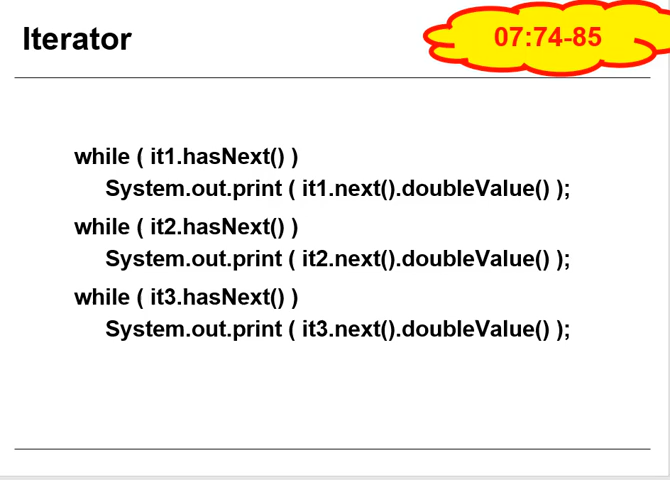 Iterator
07:74-85
while ( it1.hasNext() )
System.out.print ( it1.next().doubleValue() );
while ( it2.hasNext() )
System.out.print ( it2.next().doubleValue() );
while ( it3.hasNext() )
System.out.print ( it3.next().doubleValue() );